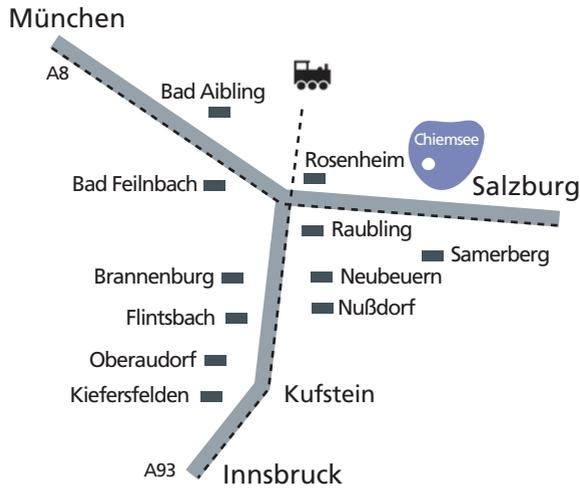 München
A8
Bad Aibling
Chiemsee
Rosenheim
Bad Feilnbach
Salzburg
Raubling
Samerberg
Brannenburg
Neubeuern
Nußdorf
Flintsbach
Oberaudorf
Kiefersfelden
Kufstein
A93
Innsbruck